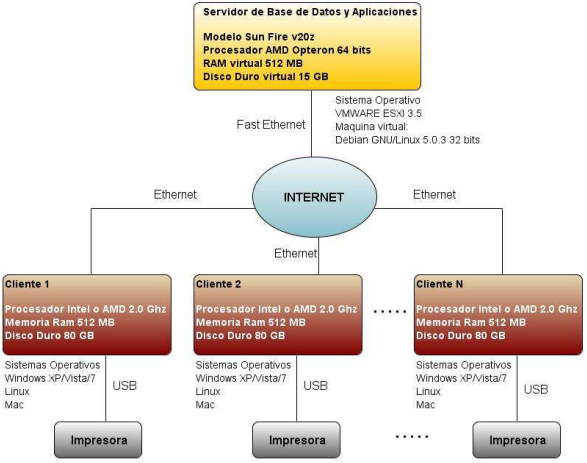 Servidor de Base de Datos y Aplicaciones
Modelo Sun Fire v20z
Procesador AMD Opteron 64 bits
RAM virtual 512 MB
Disco Duro virtual 15 GB
Fast Ethernet
Sistema Operativo
VMWARE ESXI 3.5
Maquina virtual:
Debian GNU/Linux 5.0.3 32 bits
INTERNET
Ethernet
Ethernet
Ethernet
Cliente 1
Procesador Intel o AMD 2.0 Ghz
Memoria Ram 512 MB
Disco Duro 80 GB
Sistemas Operativos
Windows XP/Vista/7
Linux
Mac
USB
Impresora
Cliente 2
Procesador Intel o AMD 2.0 Ghz
Memoria Ram 512 MB
Disco Duro 80 GB
Sistemas Operativos
Windows XP/Vista/7
Linux
Mac
USB
Impresora
.....
.....
Cliente N
Procesador Intel o AMD 2.0 Ghz
Memoria Ram 512 MB
Disco Duro 80 GB
Sistemas Operativos
Windows XP/Vista/7
Linux
Mac
USB
Impresora